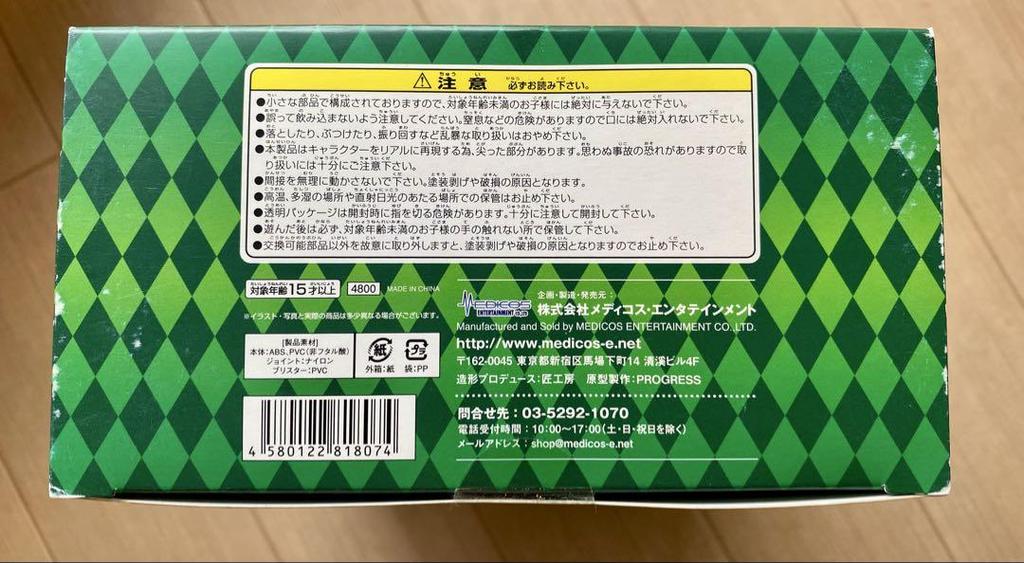 注意 必ずお読み下さい。
●小さな部品で構成されておりますので、対象年齢未満のお子様には絶対に与えないで下さい。
●誤って飲み込まないよう注意してください。窒息などの危険がありますので口には絶対入れないで下さい。
●落としたり、ぶつけたり、振り回すなど乱暴な取り扱いはおやめ下さい。
●本製品はキャラクターをリアルに再現する為、尖った部分があります。思わぬ事故の恐れがありますので取
り扱いには十分にご注意下さい。
●間接を無理に動かさないで下さい。塗装剥げや破損の原因となります。
●高温、多湿の場所や直射日光のあたる場所での保管はお止め下さい。
●透明パッケージは開封時に指を切る危険があります。十分に注意して開封して下さい。
●遊んだ後は必ず、対象年齢未満のお子様の手の触れない所で保管して下さい。
●交換可能部品以外を故意に取り外しますと、塗装剥げや破損の原因となりますのでお止め下さい。
対象年齢15才以上 4800 MADE IN CHINA
※イラスト・写真と実際の商品は多少異なる場合がございます。
[製品素材]
本体:ABS、PVC(非フタル酸)
ジョイント:ナイロン
ブリスター:PVC
紙 プラ
外箱:紙 袋:PP
4 580122 818074
MEDICOS
ENTERTAINMENT
企画・製造・発売元:
株式会社メディコス・エンタテインメント
Manufactured and Sold by MEDICOS ENTERTAINMENT CO.,LTD.
http://www.medicos-e.net
〒162-0045 東京都新宿区馬場下町14 清溪ビル4F
造形プロデュース:匠工房 原型製作:PROGRESS
問合せ先:03-5292-1070
電話受付時間:10:00〜17:00(土・日・祝日を除く)
メールアドレス:shop@medicos-e.net